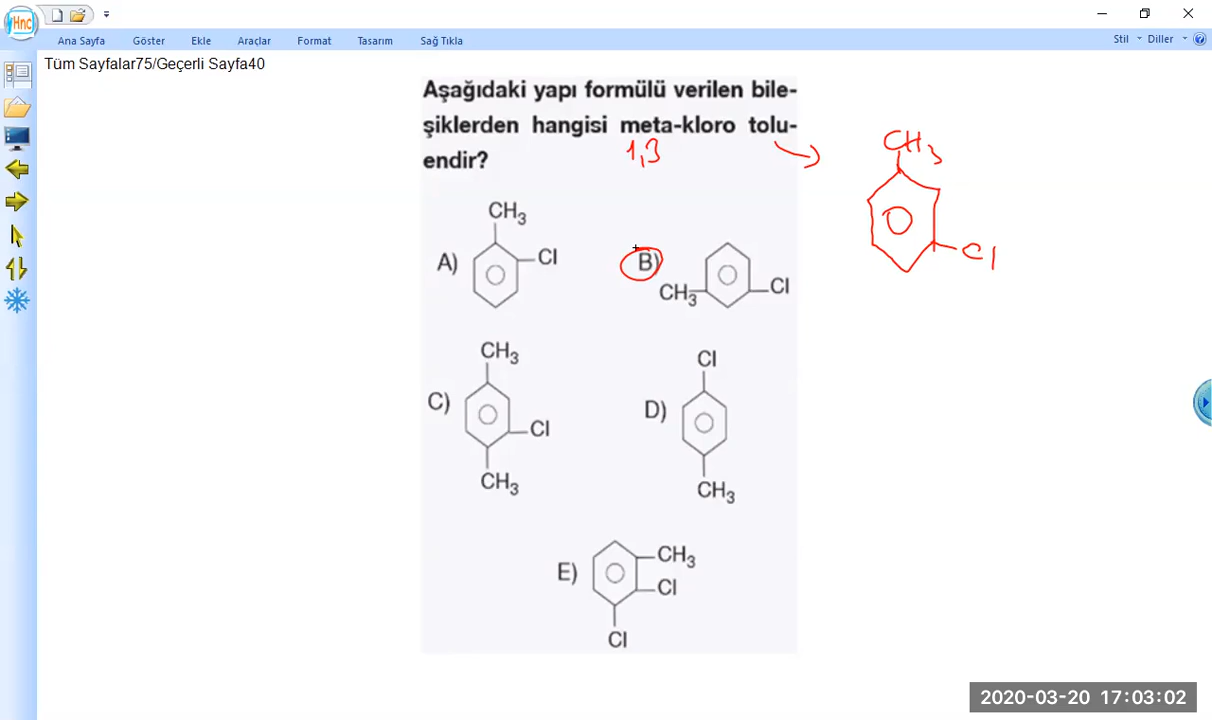 Hnc
Ana Sayfa Göster Ekle Araçlar Format Tasarım Sağ Tıkla Stil Diller
Tüm Sayfalar75/Geçerli Sayfa40
Aşağıdaki yapı formülü verilen bile-
şiklerden hangisi meta-kloro tolu-
endir?
1,3
CH3
Cl
A)
CH3
Cl
B)
CH3
Cl
C)
CH3
Cl
CH3
D)
Cl
CH3
E)
CH3
Cl
Cl
2020-03-20 17:03:02